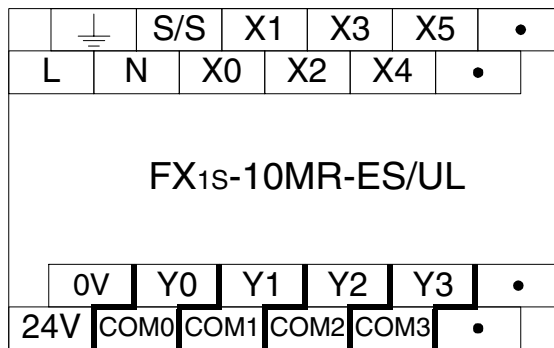 S/S X1 X3 X5 •
L N X0 X2 X4 •
FX1S-10MR-ES/UL
0V Y0 Y1 Y2 Y3 •
24V COM0 COM1 COM2 COM3 •